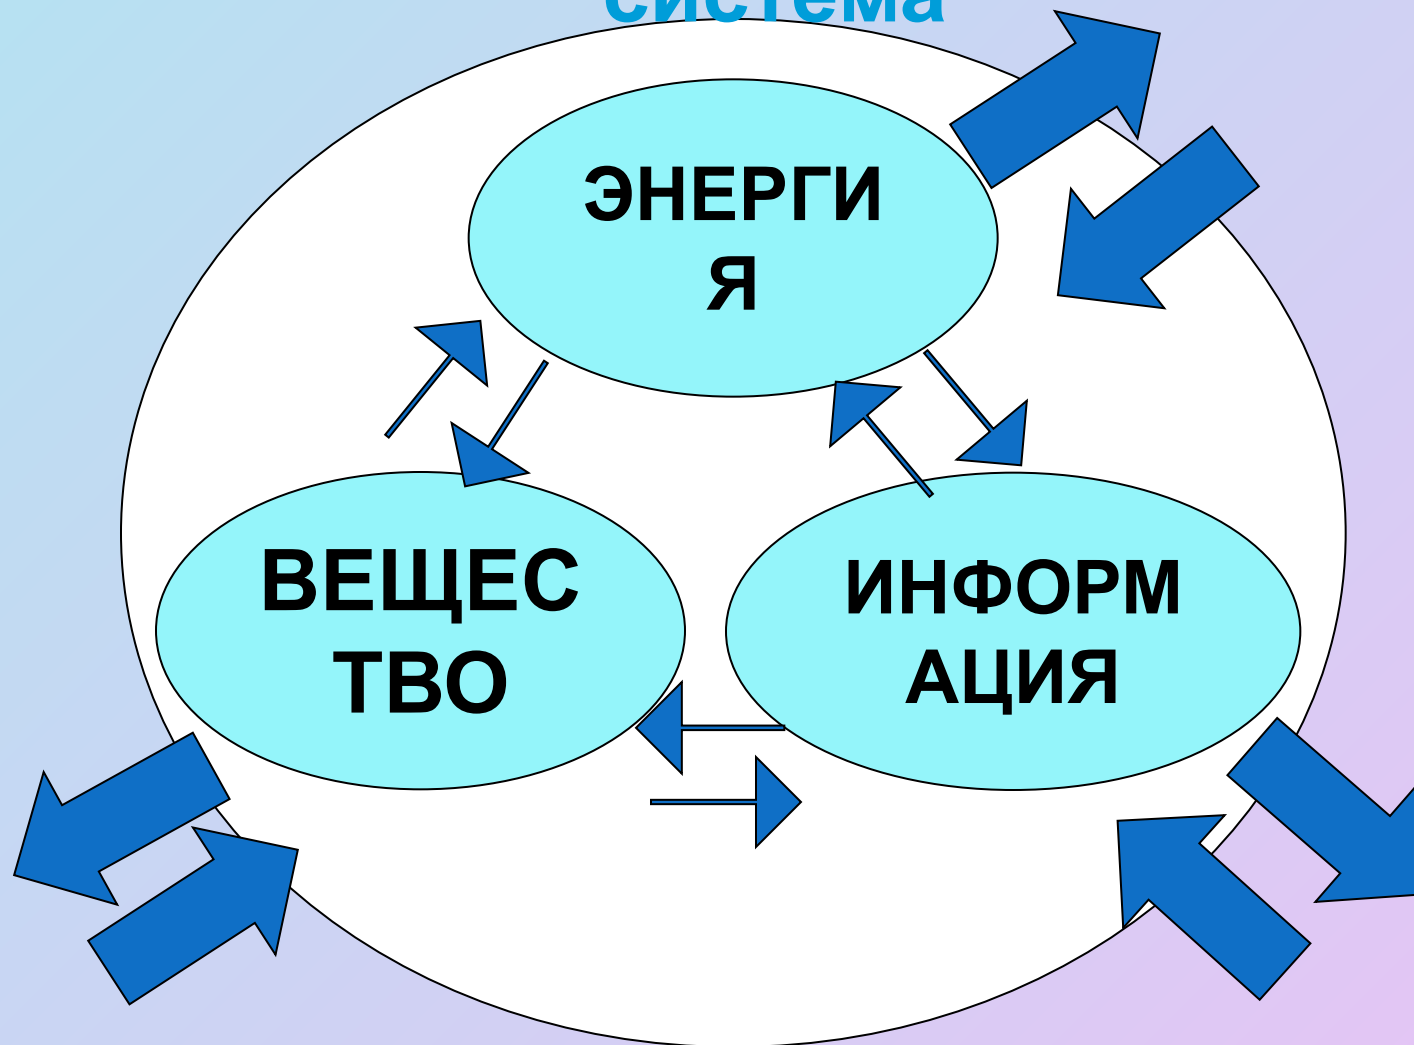 система
ЭНЕРГИ
Я
ВЕЩЕС
ТВО
ИНФОРМ
АЦИЯ